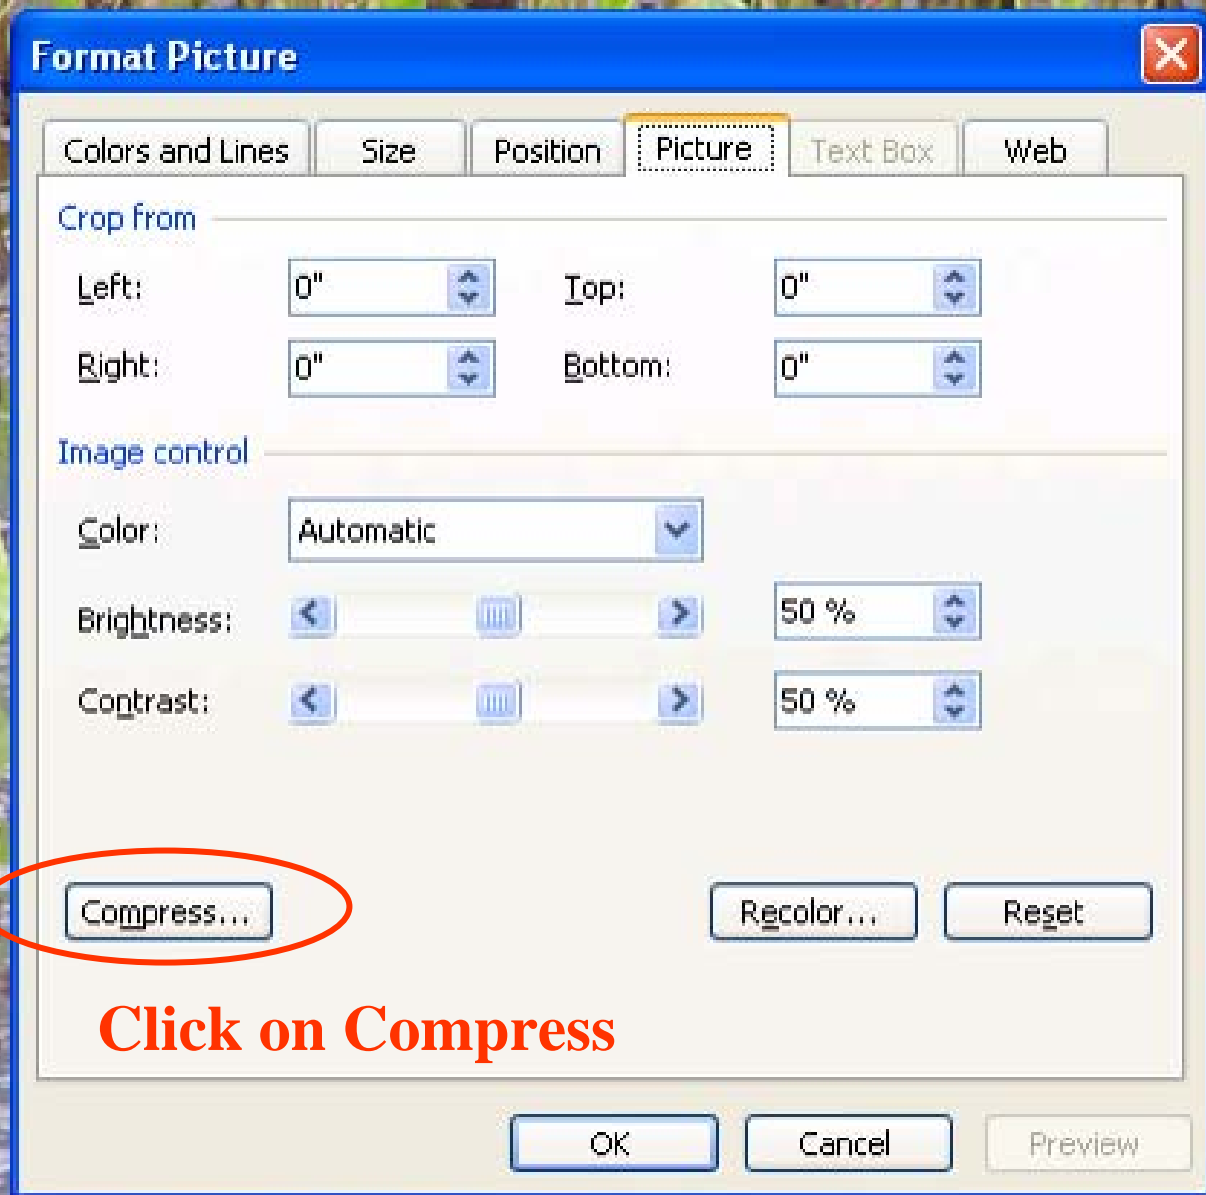 Format Picture
Colors and Lines Size Position Picture Text Box Web
Crop from
Left: 0" Top: 0"
Right: 0" Bottom: 0"
Image control
Color: Automatic
Brightness: 50 %
Contrast: 50 %
Compress... Recolor... Reset
Click on Compress
OK Cancel Preview